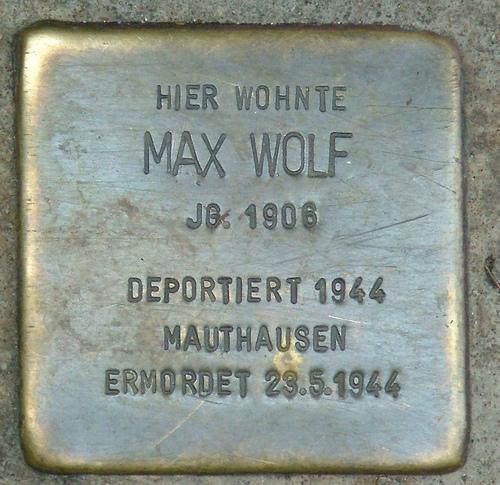 HIER WOHNTE
MAX WOLF
JG. 1906
DEPORTIERT 1944
MAUTHAUSEN
ERMORDET 23.5.1944